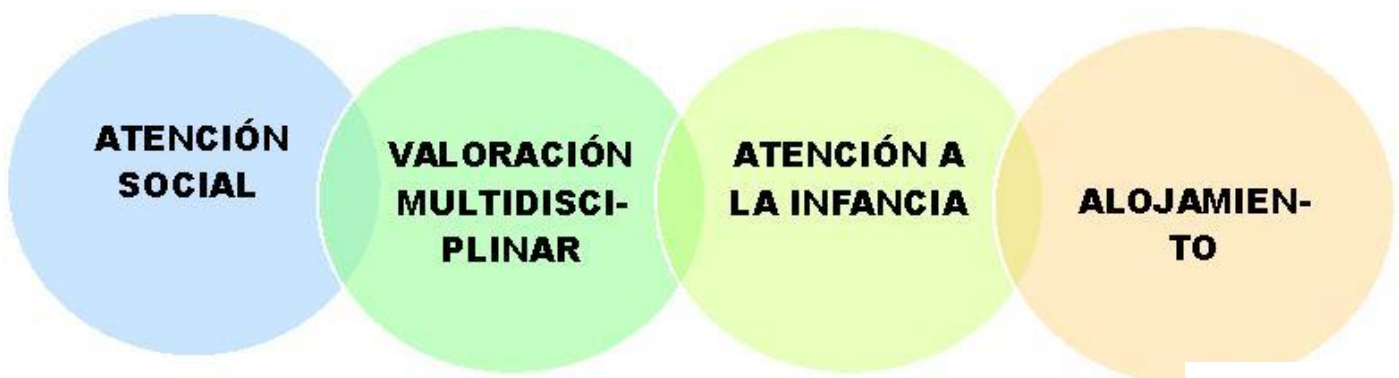 ATENCIÓN
SOCIAL
VALORACIÓN
MULTIDISCI-
PLINAR
ATENCIÓN A
LA INFANCIA
ALOJAMIEN-
TO